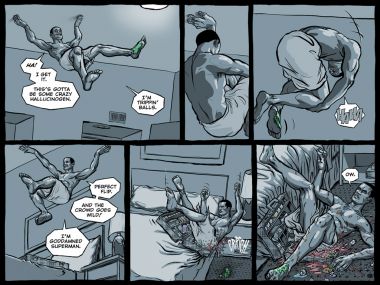 HA!
I GET IT.
THIS'S GOTTA
BE SOME CRAZY
HALLUCINOGEN.
I'M
TRIPPIN'
BALLS.
PERFECT
FLIP.
AND THE
CROWD GOES
WILD!
I'M
GODDAMNED
SUPERMAN.
OW.